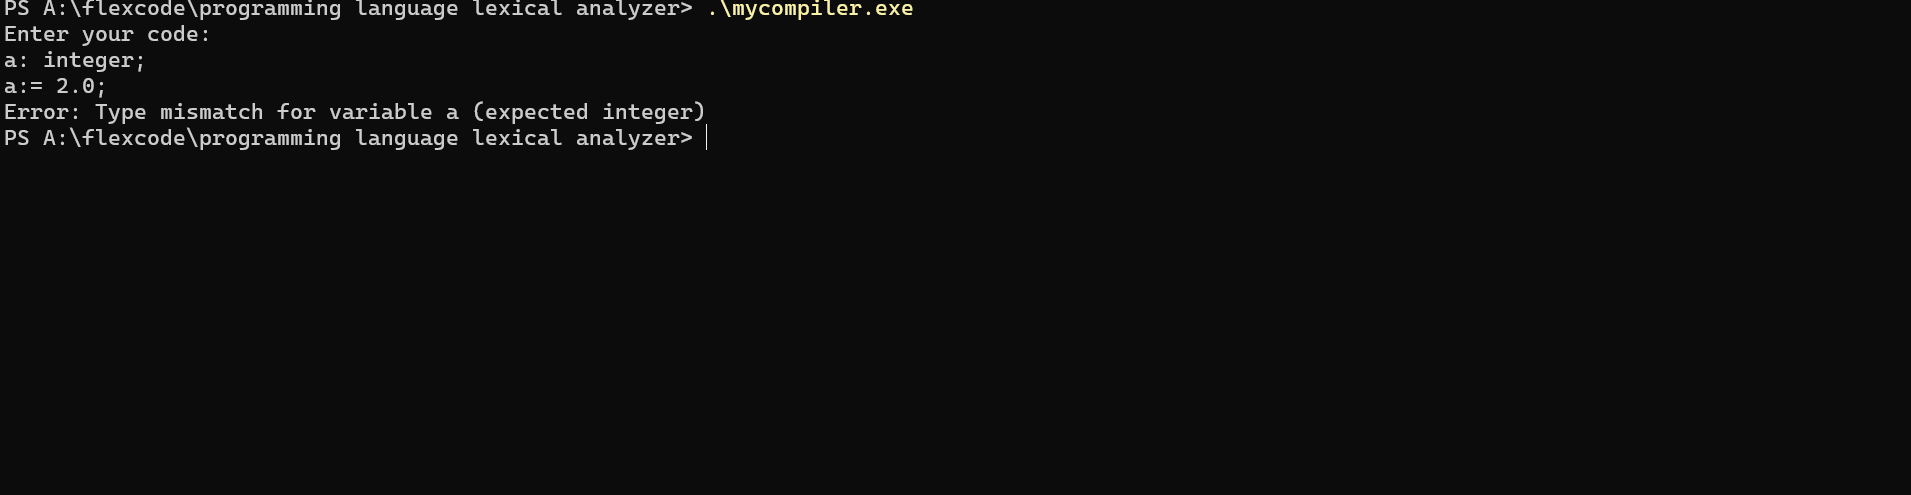 PS A:\flexcode\programming language lexical analyzer> .\mycompiler.exe
Enter your code:
a: integer;
a:= 2.0;
Error: Type mismatch for variable a (expected integer)
PS A:\flexcode\programming language lexical analyzer>